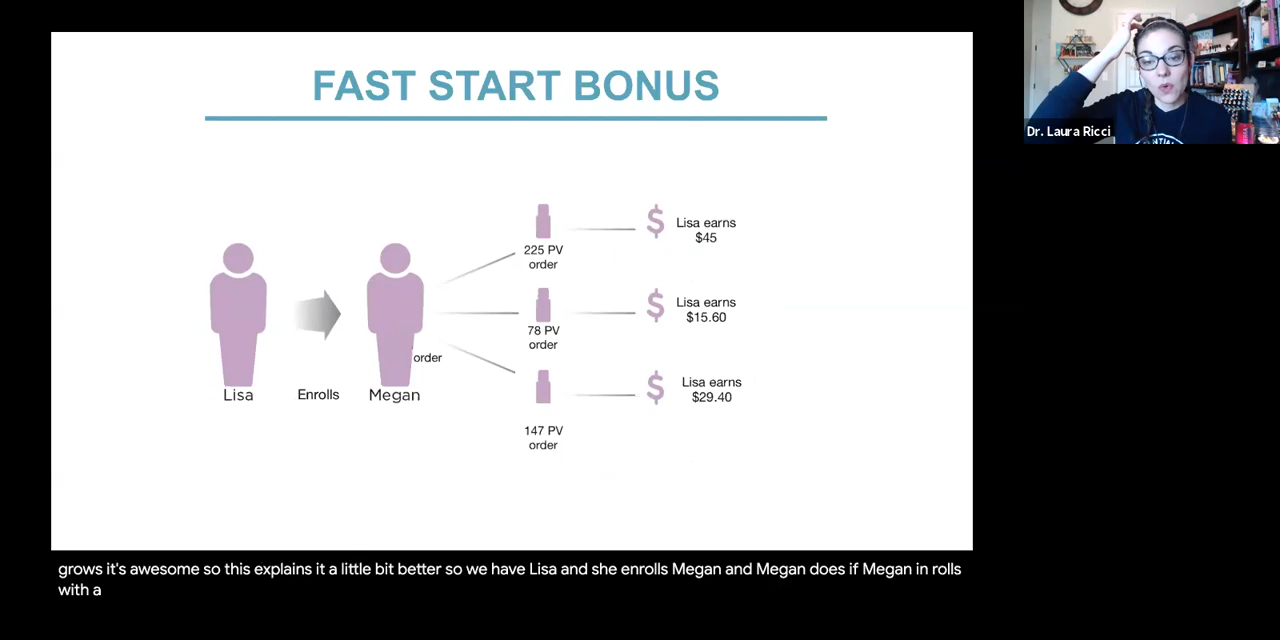 FAST START BONUS
Dr. Laura Ricci
225 PV
order
Lisa earns
$45
78 PV
order
Lisa earns
$15.60
order
147 PV
order
Lisa earns
$29.40
Lisa
Enrolls
Megan
grows it's awesome so this explains it a little bit better so we have Lisa and she enrolls Megan and Megan does if Megan in rolls
with a